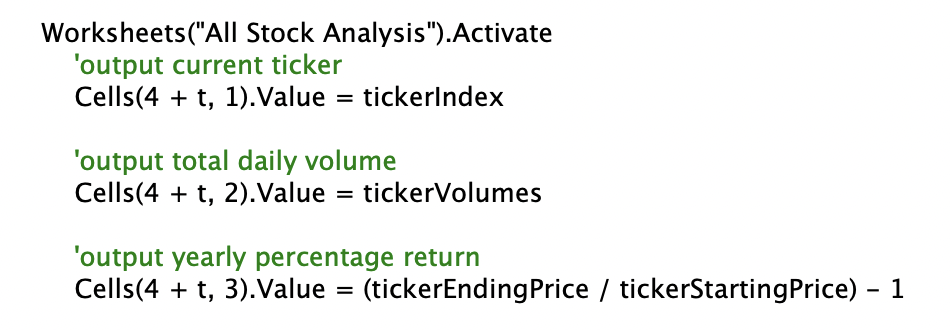 Worksheets("All Stock Analysis").Activate
'output current ticker
Cells(4 + t, 1).Value = tickerIndex
'output total daily volume
Cells(4 + t, 2).Value = tickerVolumes
'output yearly percentage return
Cells(4 + t, 3).Value = (tickerEndingPrice / tickerStartingPrice) - 1